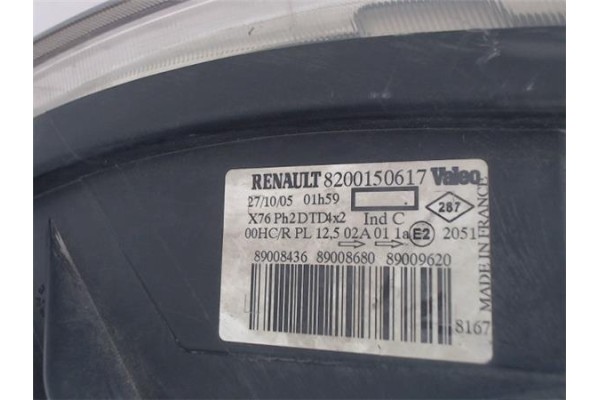 RENAULT 8200150617 Valeo
27/10/05 01h59
X76 Ph2 DTD4x2 Ind C
287
00HC/R PL 12,5 02A 01 1a E2 2051
MADE IN FRANCE
89008436 89008680 89009620
8167